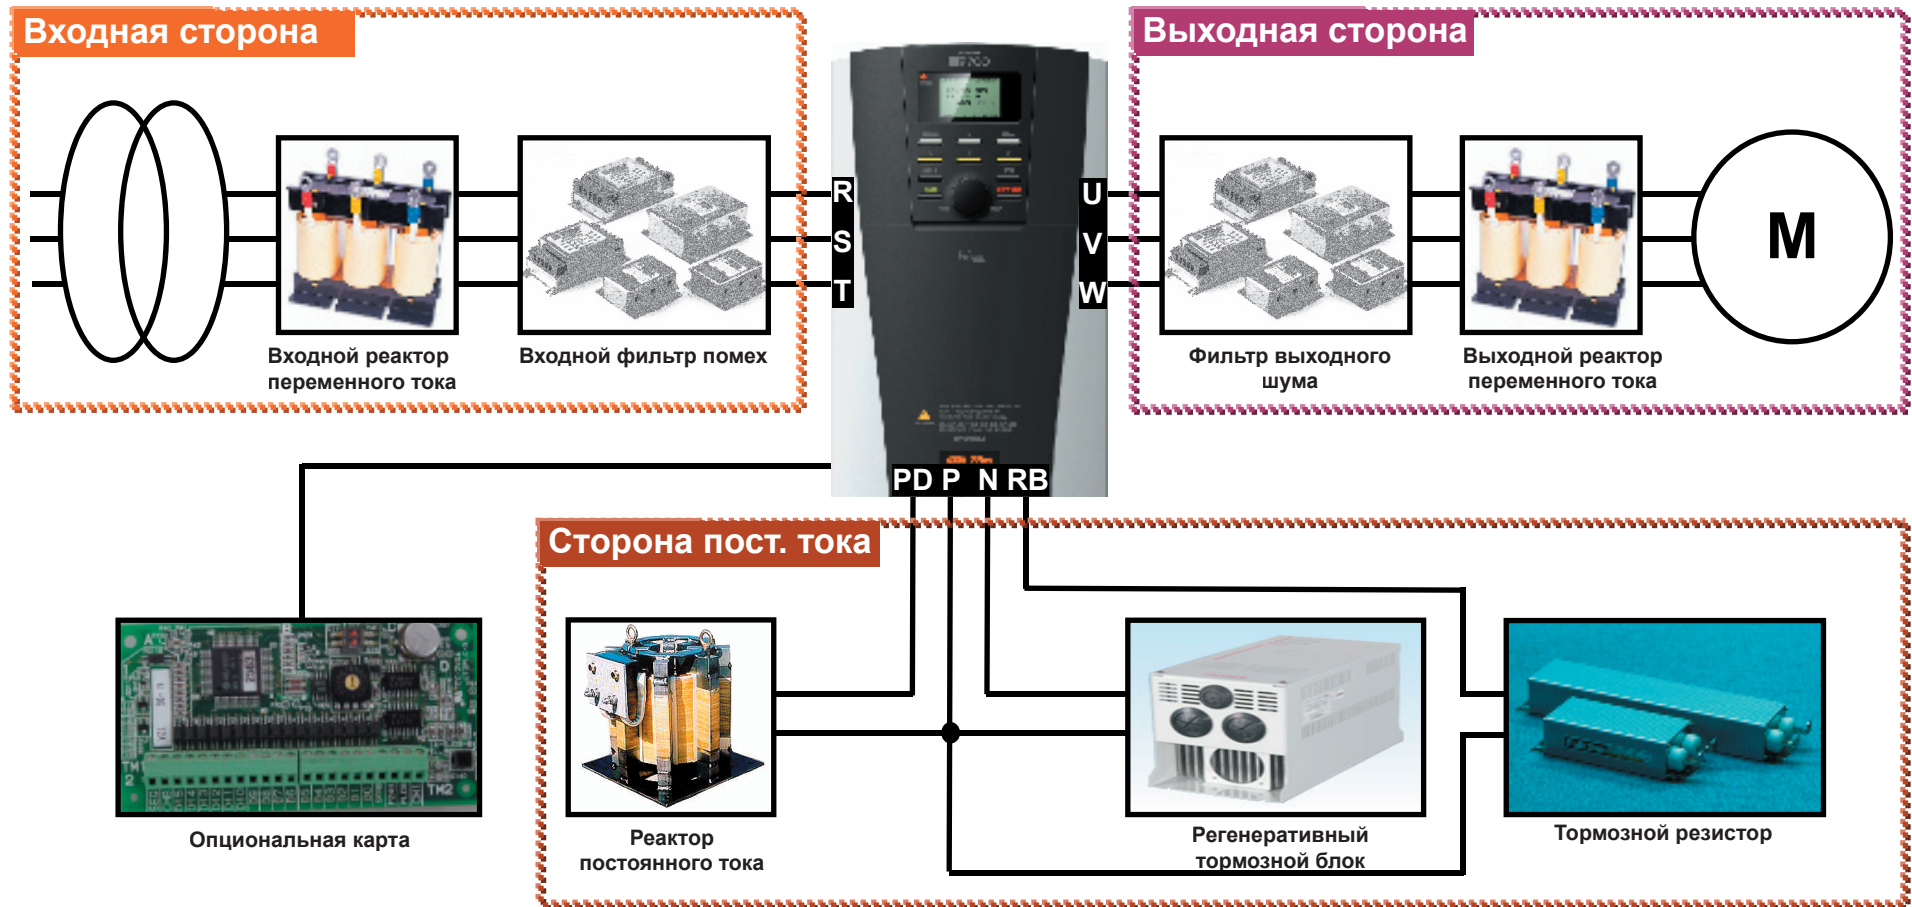 Входная сторона
Выходная сторона
R
S
T
U
V
W
M
Входной реактор
переменного тока
Входной фильтр помех
Фильтр выходного
шума
Выходной реактор
переменного тока
PD P N RB
Сторона пост. тока
TM2
Опциональная карта
Реактор
постоянного тока
Регенеративный
тормозной блок
Тормозной резистор